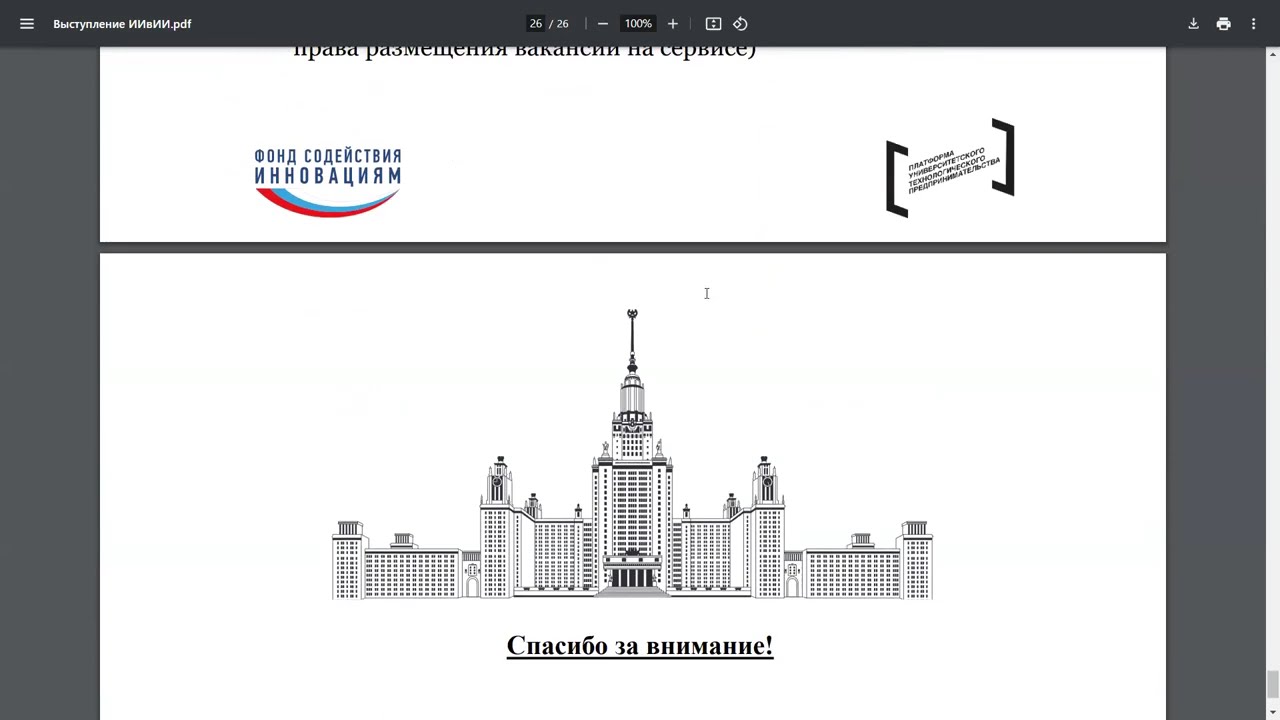 Выступление ИИвИИ.pdf
26 / 26
100%
права размещения вакансий на сервисе)
ФОНД СОДЕЙСТВИЯ
ИННОВАЦИЯМ
ПЛАТФОРМА
УНИВЕРСИТЕТСКОГО
ТЕХНОЛОГИЧЕСКОГО
ПРЕДПРИНИМАТЕЛЬСТВА
Спасибо за внимание!